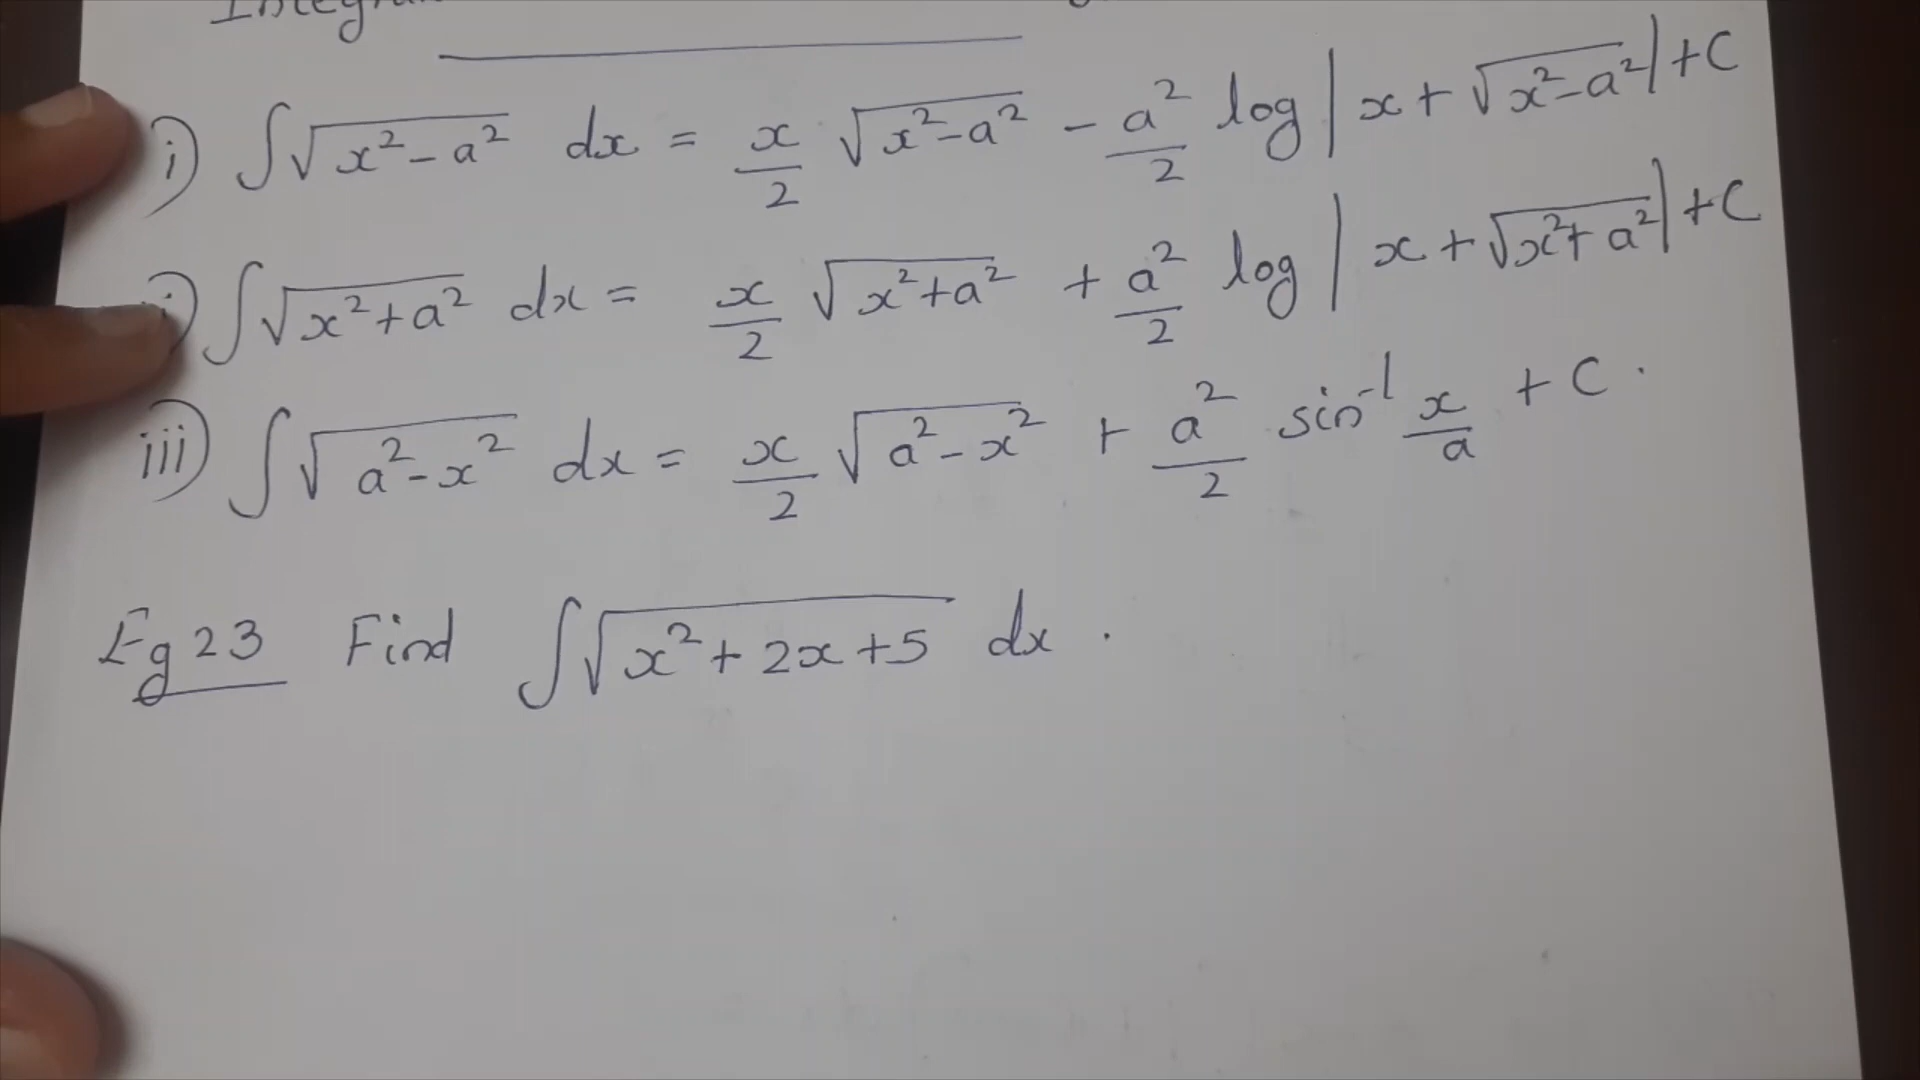 i) ∫√(x²-a²) dx = x/2 √(x²-a²) - a²/2 log |x+√(x²-a²)|+C
) ∫√(x²+a²) dx = x/2 √(x²+a²) + a²/2 log |x+√(x²+a²)|+C
iii) ∫√(a²-x²) dx = x/2 √(a²-x²) + a²/2 sin⁻¹ x/a + C.
Eg 23 Find ∫√(x²+2x+5) dx.